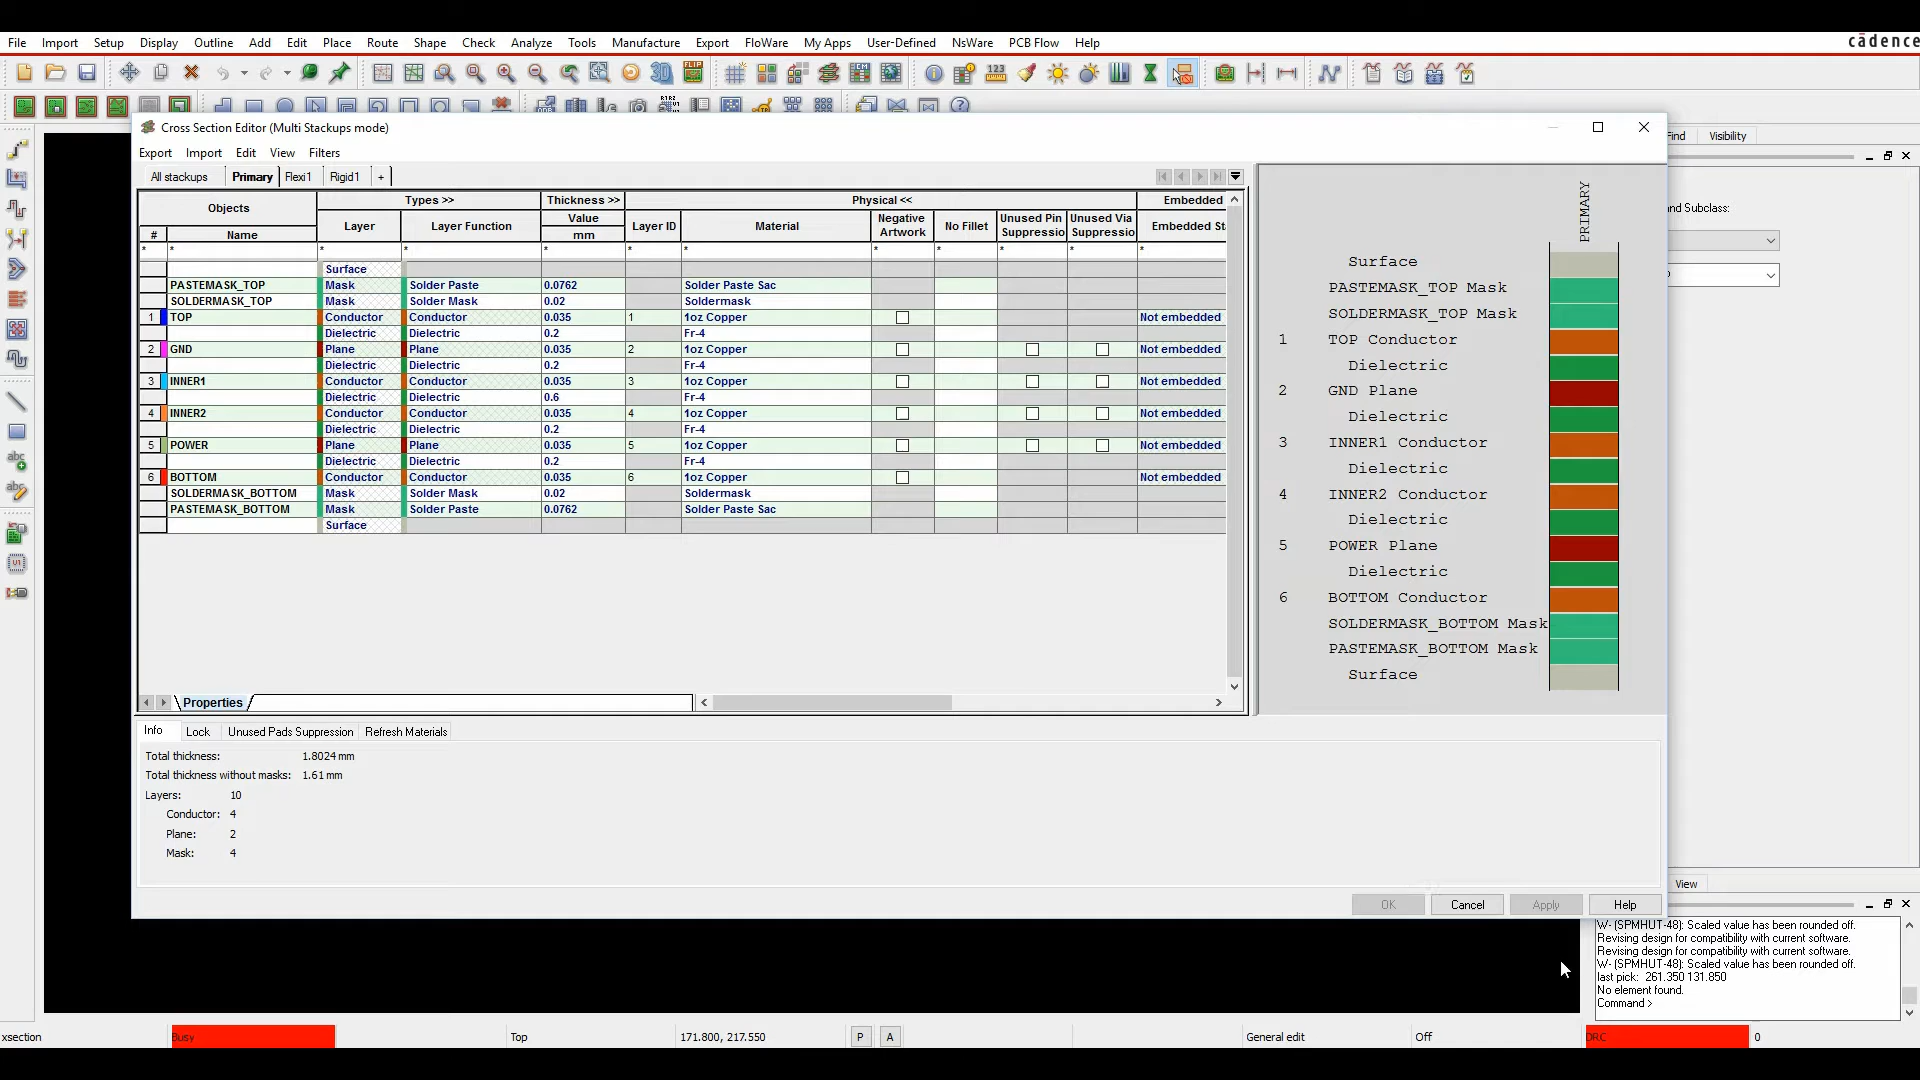 File Import Setup Display Outline Add Edit Place Route Shape Check Analyze Tools Manufacture Export FloWare My Apps User-Defined NsWare PCB Flow Help
cādence
Cross Section Editor (Multi Stackups mode)
Find Visibility
Export Import Edit View Filters
All stackups Primary Flexi1 Rigid1 +
Objects Types >> Thickness >> Physical << Embedded
# Name Layer Layer Function Value mm Layer ID Material Negative Artwork No Fillet Unused Pin Suppressio Unused Via Suppressio Embedded St
* * * * * * * * * * * *
Surface
PASTEMASK_TOP Mask Solder Paste 0.0762 Solder Paste Sac
SOLDERMASK_TOP Mask Solder Mask 0.02 Soldermask
1 TOP Conductor Conductor 0.035 1 1oz Copper Not embedded
Dielectric Dielectric 0.2 Fr-4
2 GND Plane Plane 0.035 2 1oz Copper Not embedded
Dielectric Dielectric 0.2 Fr-4
3 INNER1 Conductor Conductor 0.035 3 1oz Copper Not embedded
Dielectric Dielectric 0.6 Fr-4
4 INNER2 Conductor Conductor 0.035 4 1oz Copper Not embedded
Dielectric Dielectric 0.2 Fr-4
5 POWER Plane Plane 0.035 5 1oz Copper Not embedded
Dielectric Dielectric 0.2 Fr-4
6 BOTTOM Conductor Conductor 0.035 6 1oz Copper Not embedded
SOLDERMASK_BOTTOM Mask Solder Mask 0.02 Soldermask
PASTEMASK_BOTTOM Mask Solder Paste 0.0762 Solder Paste Sac
Surface
Properties
PRIMARY
Surface
PASTEMASK_TOP Mask
SOLDERMASK_TOP Mask
1 TOP Conductor
Dielectric
2 GND Plane
Dielectric
3 INNER1 Conductor
Dielectric
4 INNER2 Conductor
Dielectric
5 POWER Plane
Dielectric
6 BOTTOM Conductor
SOLDERMASK_BOTTOM Mask
PASTEMASK_BOTTOM Mask
Surface
nd Subclass:
Info Lock Unused Pads Suppression Refresh Materials
Total thickness: 1.8024 mm
Total thickness without masks: 1.61 mm
Layers: 10
Conductor: 4
Plane: 2
Mask: 4
OK Cancel Apply Help
View
W- (SPMHUT-48): Scaled value has been rounded off.
Revising design for compatibility with current software.
Revising design for compatibility with current software.
W- (SPMHUT-48): Scaled value has been rounded off.
last pick: 261.350 131.850
No element found.
Command >
xsection Busy Top 171.800, 217.550 P A General edit Off DRC 0